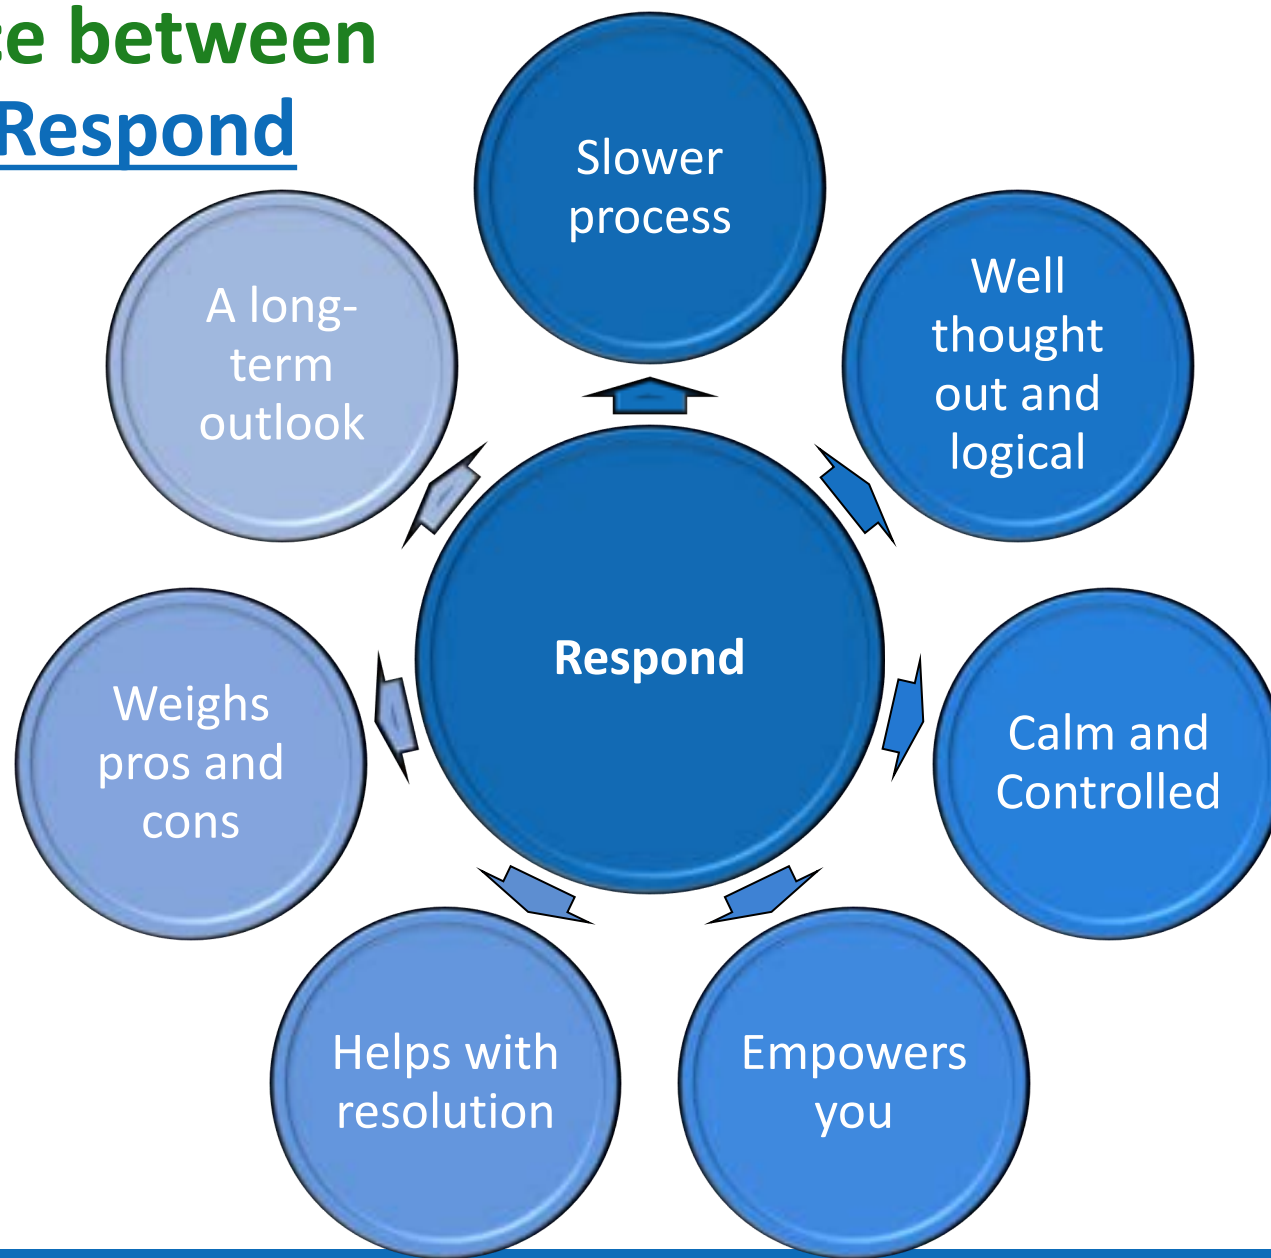 ce between
Respond
Slower
process
Well
thought
out and
logical
Calm and
Controlled
Empowers
you
Helps with
resolution
Weighs
pros and
cons
A long-
term
outlook
Respond